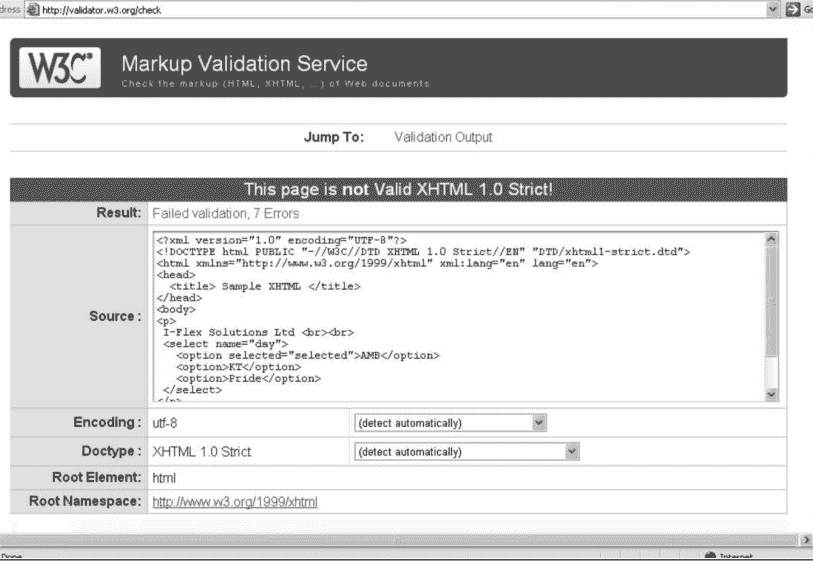 dress http://validator.w3.org/check Go
W3C Markup Validation Service
Check the markup (HTML, XHTML, ...) of Web documents
Jump To: Validation Output
This page is not Valid XHTML 1.0 Strict!
Result: Failed validation, 7 Errors
Source :
<?xml version="1.0" encoding="UTF-8"?>
<!DOCTYPE html PUBLIC "-//W3C//DTD XHTML 1.0 Strict//EN" "DTD/xhtml1-strict.dtd">
<html xmlns="http://www.w3.org/1999/xhtml" xml:lang="en" lang="en">
<head>
<title> Sample XHTML </title>
</head>
<body>
<p>
I-Flex Solutions Ltd <br><br>
<select name="day">
<option selected="selected">AMB</option>
<option>KT</option>
<option>Pride</option>
</select>
</p>
Encoding : utf-8 (detect automatically)
Doctype : XHTML 1.0 Strict (detect automatically)
Root Element: html
Root Namespace: http://www.w3.org/1999/xhtml
Done Internet